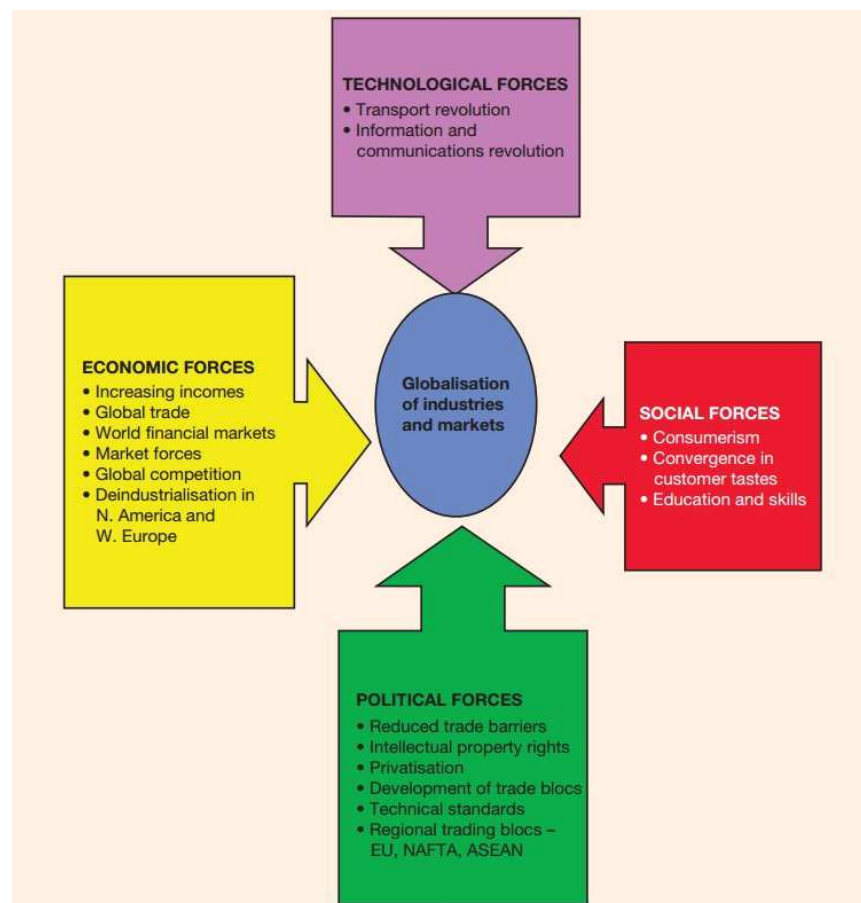 TECHNOLOGICAL FORCES
• Transport revolution
• Information and
communications revolution
ECONOMIC FORCES
• Increasing incomes
• Global trade
• World financial markets
• Market forces
• Global competition
• Deindustrialisation in
N. America and
W. Europe
Globalisation
of industries
and markets
SOCIAL FORCES
• Consumerism
• Convergence in
customer tastes
• Education and skills
POLITICAL FORCES
• Reduced trade barriers
• Intellectual property rights
• Privatisation
• Development of trade blocs
• Technical standards
• Regional trading blocs –
EU, NAFTA, ASEAN